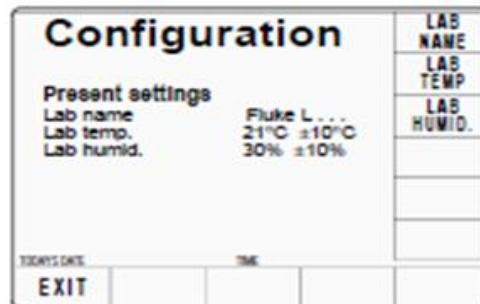 Configuration
Present settings
Lab name Fluke L . . .
Lab temp. 21°C ±10°C
Lab humid. 30% ±10%
LAB
NAME
LAB
TEMP
LAB
HUMID.
TODAYS DATE TIME
EXIT